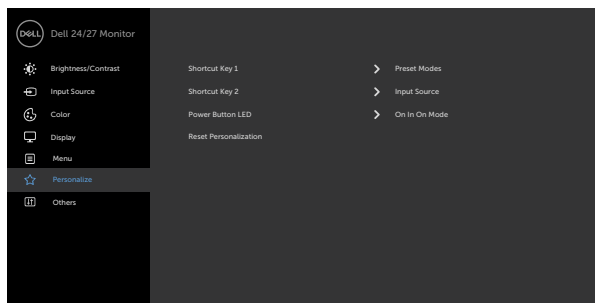 DELL Dell 24/27 Monitor
Brightness/Contrast Shortcut Key 1 Preset Modes
Input Source Shortcut Key 2 Input Source
Color Power Button LED On In On Mode
Display Reset Personalization
Menu
Personalize
Others